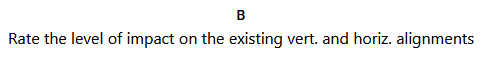 B
Rate the level of impact on the existing vert. and horiz. alignments